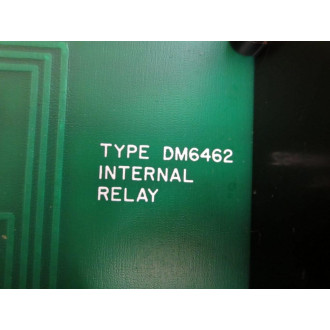 TYPE DM6462
INTERNAL
RELAY